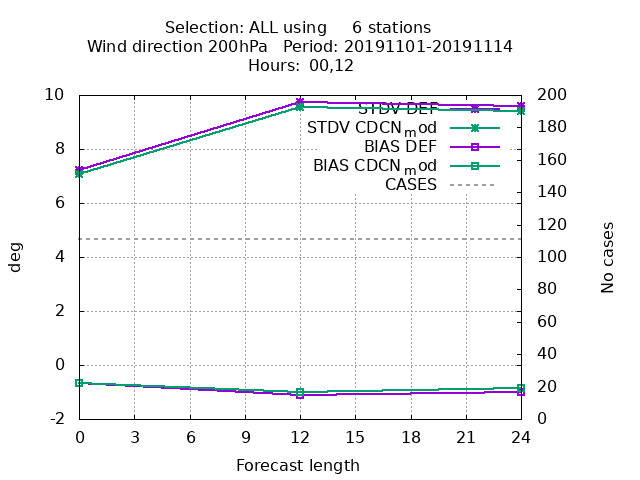 Selection: ALL using     6 stations
Wind direction 200hPa   Period: 20191101-20191114
Hours: 00,12
10
8
6
4
2
0
-2
deg
STDV DEF
STDV CDCNmod
BIAS DEF
BIAS CDCNmod
CASES
200
180
160
140
120
100
80
60
40
20
0
No cases
0 3 6 9 12 15 18 21 24
Forecast length